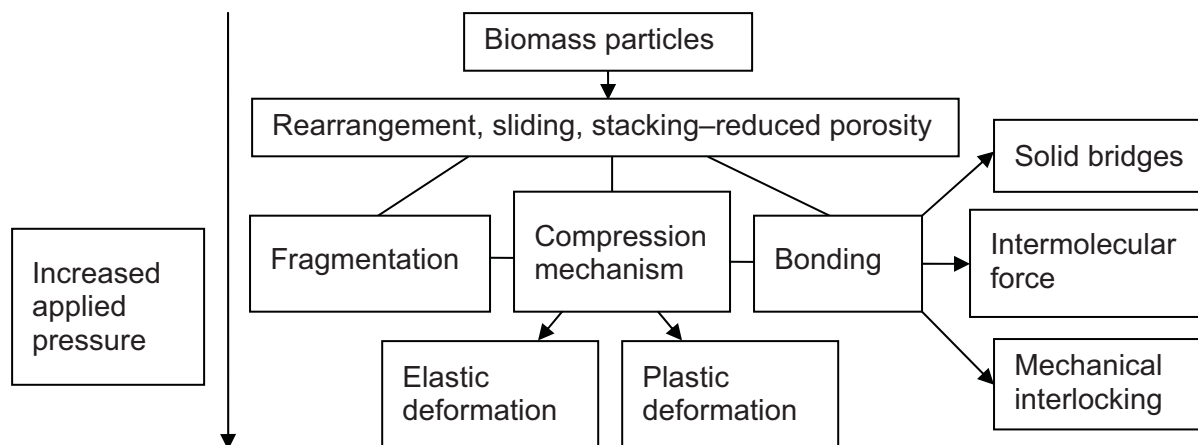 Biomass particles
Rearrangement, sliding, stacking–reduced porosity
Solid bridges
Fragmentation
Compression
mechanism
Bonding
Intermolecular
force
Increased
applied
pressure
Elastic
deformation
Plastic
deformation
Mechanical
interlocking